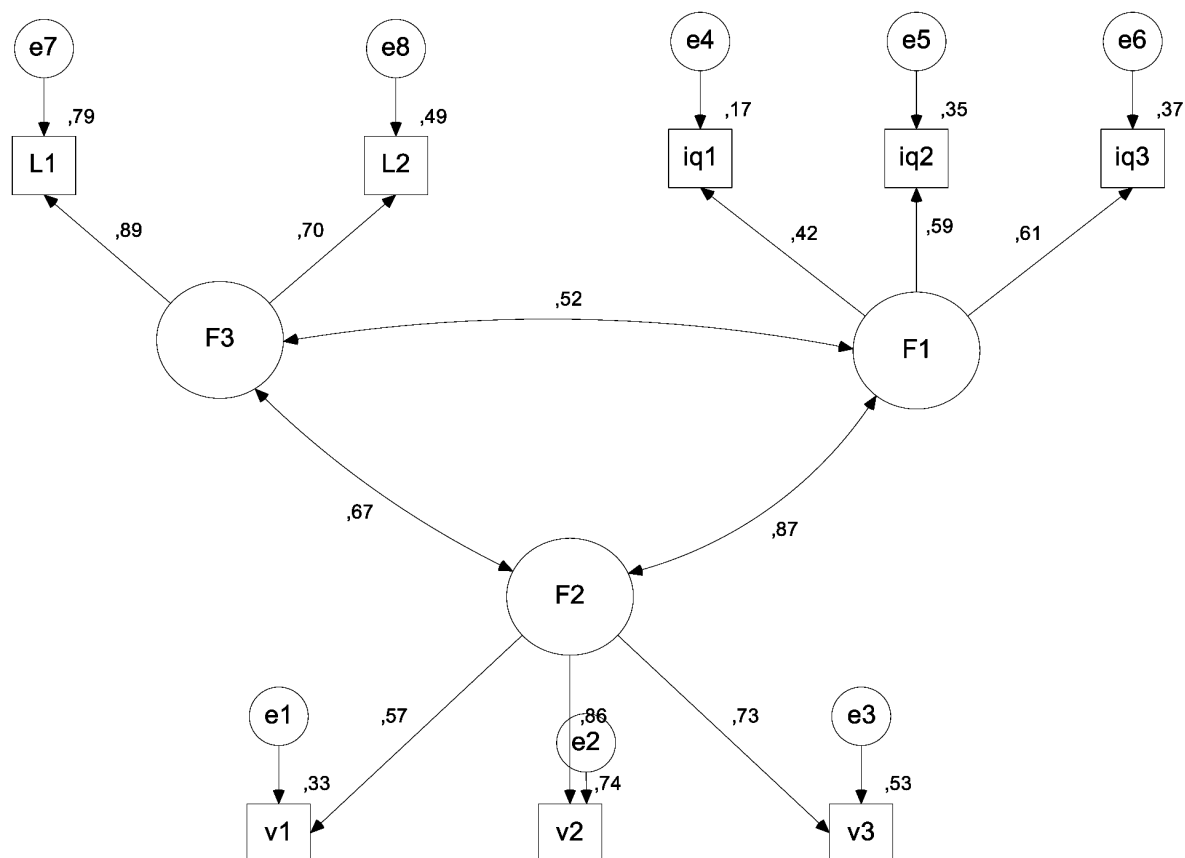 e7
e8
e4
e5
e6
,79
,49
,17
,35
,37
L1
L2
iq1
iq2
iq3
,89
,70
,42
,59
,61
,52
F3
F1
,67
,87
F2
e1
,57
,86
e2
,73
e3
,33
,74
,53
v1
v2
v3